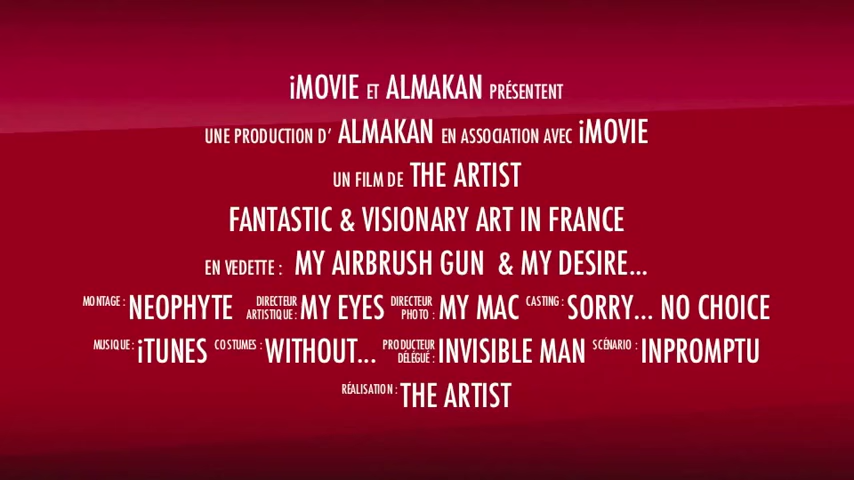 iMOVIE ET ALMAKAN PRÉSENTENT
UNE PRODUCTION D' ALMAKAN EN ASSOCIATION AVEC iMOVIE
UN FILM DE THE ARTIST
FANTASTIC & VISIONARY ART IN FRANCE
EN VEDETTE : MY AIRBRUSH GUN & MY DESIRE...
MONTAGE : NEOPHYTE DIRECTEUR ARTISTIQUE : MY EYES DIRECTEUR PHOTO : MY MAC CASTING : SORRY... NO CHOICE
MUSIQUE : iTUNES COSTUMES : WITHOUT... PRODUCTEUR DÉLÉGUÉ : INVISIBLE MAN SCÉNARIO : INPROMPTU
RÉALISATION : THE ARTIST